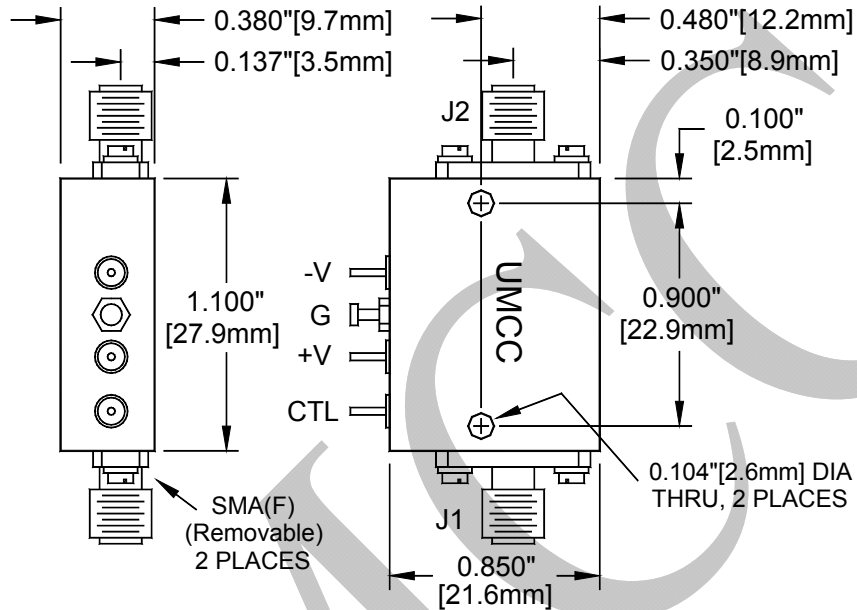 0.380"[9.7mm]
0.137"[3.5mm]
0.480"[12.2mm]
0.350"[8.9mm]
J2
0.100"
[2.5mm]
-V
G
+V
CTL
1.100"
[27.9mm]
UMCC
0.900"
[22.9mm]
0.104"[2.6mm] DIA
THRU, 2 PLACES
SMA(F)
(Removable)
2 PLACES
J1
0.850"
[21.6mm]